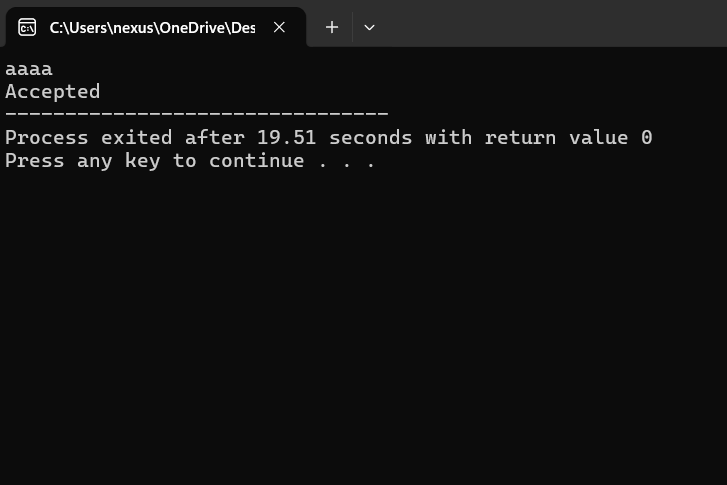 C:\Users\nexus\OneDrive\Des
aaaa
Accepted
--------------------------------
Process exited after 19.51 seconds with return value 0
Press any key to continue . . .